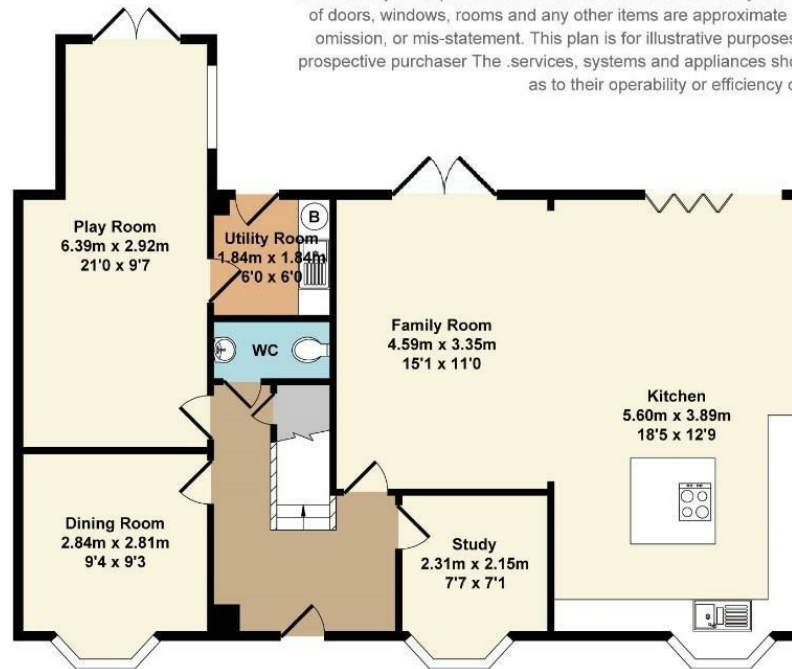 of doors, windows, rooms and any other items are approximate
omission, or mis-statement. This plan is for illustrative purposes
prospective purchaser The .services, systems and appliances
as to their operability or efficiency
Play Room
6.39m x 2.92m
21'0 x 9'7
B
Utility Room
1.84m x 1.84m
6'0 x 6'0
WC
Family Room
4.59m x 3.35m
15'1 x 11'0
Kitchen
5.60m x 3.89m
18'5 x 12'9
Dining Room
2.84m x 2.81m
9'4 x 9'3
Study
2.31m x 2.15m
7'7 x 7'1